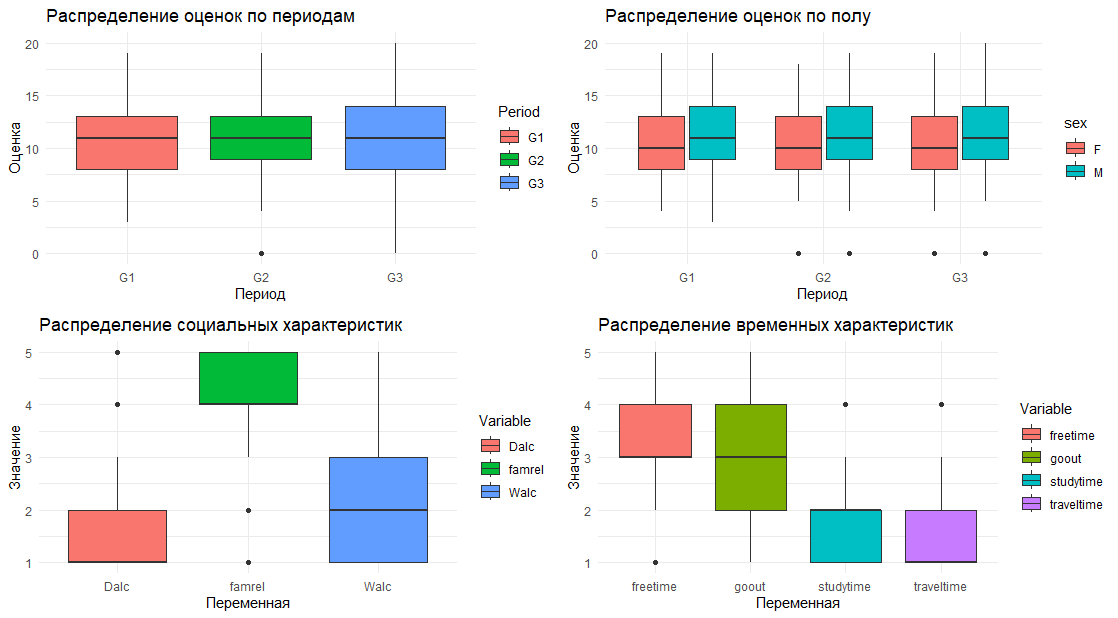 Распределение оценок по периодам
Оценка
20
15
10
5
0
G1
G2
G3
Период
Period
G1
G2
G3
Распределение оценок по полу
Оценка
20
15
10
5
0
G1
G2
G3
Период
sex
F
M
Распределение социальных характеристик
Значение
5
4
3
2
1
Dalc
famrel
Walc
Переменная
Variable
Dalc
famrel
Walc
Распределение временных характеристик
Значение
5
4
3
2
1
freetime
goout
studytime
traveltime
Переменная
Variable
freetime
goout
studytime
traveltime